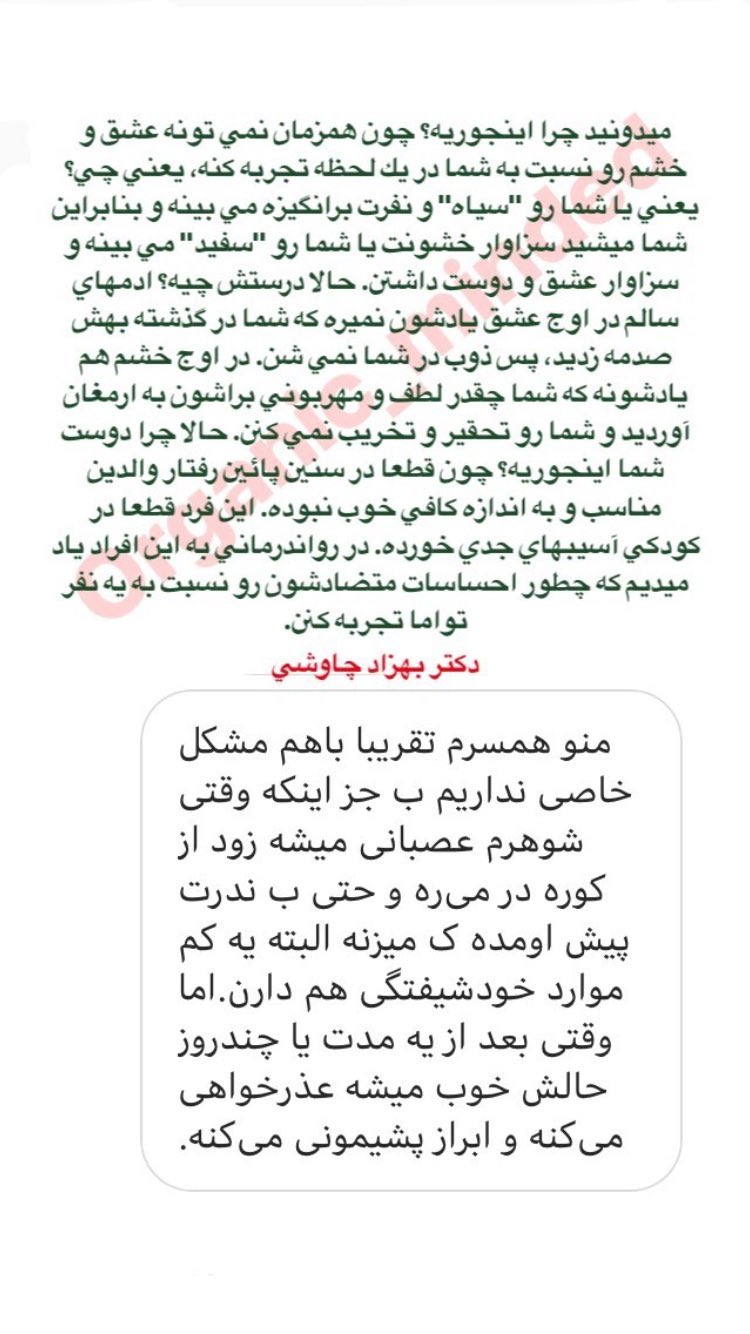 میدونید چرا اینجوریه؟ چون همزمان نمي تونه عشق و
خشم رو نسبت به شما در يك لحظه تجربه كنه، يعني چي؟
يعني يا شما رو "سياه" و نفرت برانگيزه مي بينه و بنابراين
شما ميشيد سزاوار خشونت يا شما رو "سفيد" مي بينه و
سزاوار عشق و دوست داشتن. حالا درستش چيه؟ ادمهاي
سالم در اوج عشق يادشون نميره كه شما در گذشته بهش
صدمه زديد، پس ذوب در شما نمي شن. در اوج خشم هم
يادشونه كه شما چقدر لطف و مهربوني براشون به ارمغان
آورديد و شما رو تحقير و تخريب نمي كنن. حالا چرا دوست
شما اينجوريه؟ چون قطعا در سنين پائين رفتار والدين
مناسب و به اندازه كافي خوب نبوده. اين فرد قطعا در
كودكي آسيبهاي جدي خورده. در رواندرماني به اين افراد ياد
ميديم كه چطور احساسات متضادشون رو نسبت به يه نفر
تواما تجربه كنن.
دكتر بهزاد چاوشي
Organic_minded
منو همسرم تقریبا باهم مشکل
خاصی نداریم ب جز اینکه وقتی
شوهرم عصبانی میشه زود از
کوره در می‌ره و حتی ب ندرت
پیش اومده ک میزنه البته یه کم
موارد خودشیفتگی هم دارن.اما
وقتی بعد از یه مدت یا چندروز
حالش خوب میشه عذرخواهی
می‌کنه و ابراز پشیمونی می‌کنه.